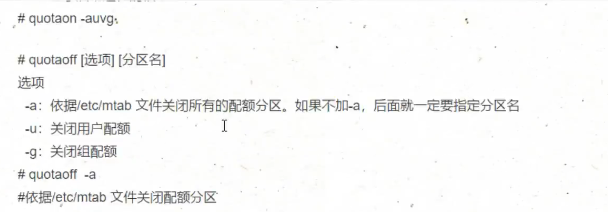 # quotaon -auvg
# quotaoff [选项] [分区名]
选项
-a：依据/etc/mtab 文件关闭所有的配额分区。如果不加-a，后面就一定要指定分区名
-u：关闭用户配额
-g：关闭组配额
# quotaoff -a
#依据/etc/mtab 文件关闭配额分区